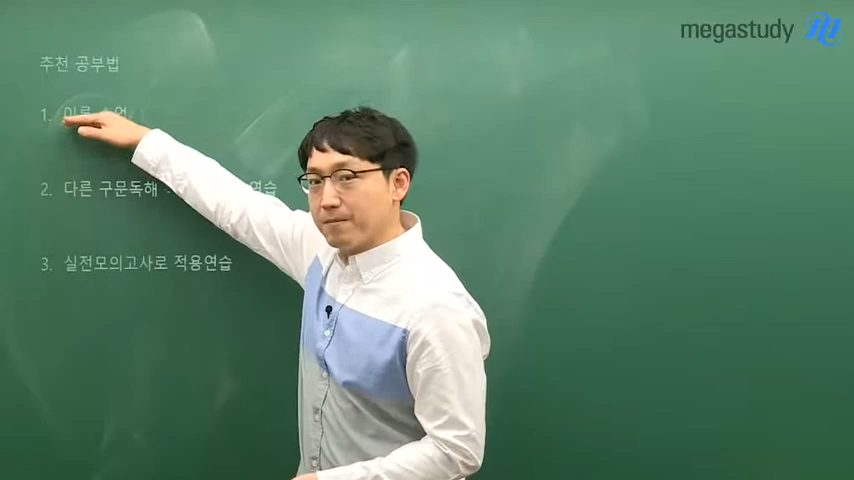 megastudy
추천 공부법
1.
2. 다른 구문독해 연습
3. 실전모의고사로 적용연습